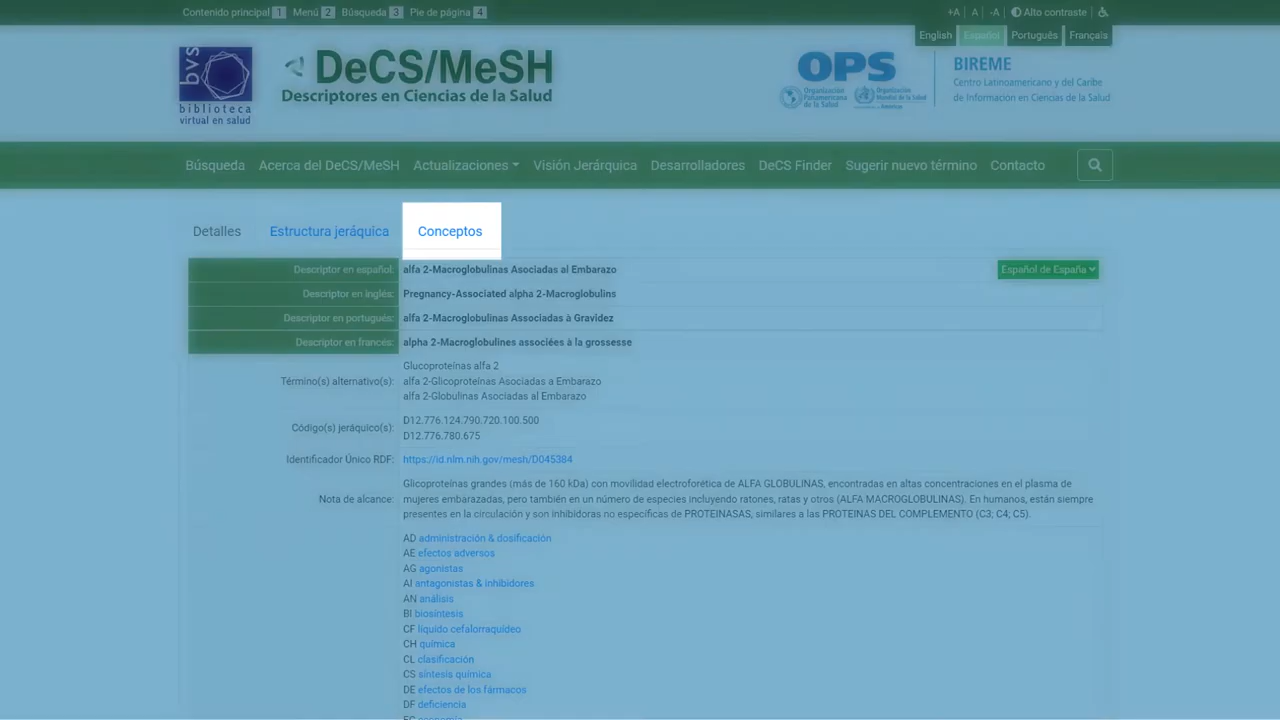 Contenido principal 1 Menú 2 Búsqueda 3 Pie de página 4
+A A -A Alto contraste
English Español Português Français
bvs
biblioteca
virtual en salud
DeCS/MeSH
Descriptores en Ciencias de la Salud
OPS
Organización
Panamericana
de la Salud
Organización
Mundial de la Salud
BIREME
Centro Latinoamericano y del Caribe
de Información en Ciencias de la Salud
Búsqueda Acerca del DeCS/MeSH Actualizaciones Visión Jerárquica Desarrolladores DeCS Finder Sugerir nuevo término Contacto
Detalles Estructura jeráquica Conceptos
Descriptor en español: alfa 2-Macroglobulinas Asociadas al Embarazo Español de España
Descriptor en inglés: Pregnancy-Associated alpha 2-Macroglobulins
Descriptor en portugués: alfa 2-Macroglobulinas Associadas à Gravidez
Descriptor en francés: alpha 2-Macroglobulines associées à la grossesse
Término(s) alternativo(s): Glucoproteínas alfa 2
alfa 2-Glicoproteínas Asociadas a Embarazo
alfa 2-Globulinas Asociadas al Embarazo
Código(s) jeráquico(s): D12.776.124.790.720.100.500
D12.776.780.675
Identificador Único RDF: https://id.nlm.nih.gov/mesh/D045384
Nota de alcance: Glicoproteínas grandes (más de 160 kDa) con movilidad electroforética de ALFA GLOBULINAS, encontradas en altas concentraciones en el plasma de
mujeres embarazadas, pero también en un número de especies incluyendo ratones, ratas y otros (ALFA MACROGLOBULINAS). En humanos, están siempre
presentes en la circulación y son inhibidoras no específicas de PROTEINASAS, similares a las PROTEINAS DEL COMPLEMENTO (C3; C4; C5).
AD administración & dosificación
AE efectos adversos
AG agonistas
AI antagonistas & inhibidores
AN análisis
BI biosíntesis
CF líquido cefalorraquídeo
CH química
CL clasificación
CS síntesis química
DE efectos de los fármacos
DF deficiencia
EC economía